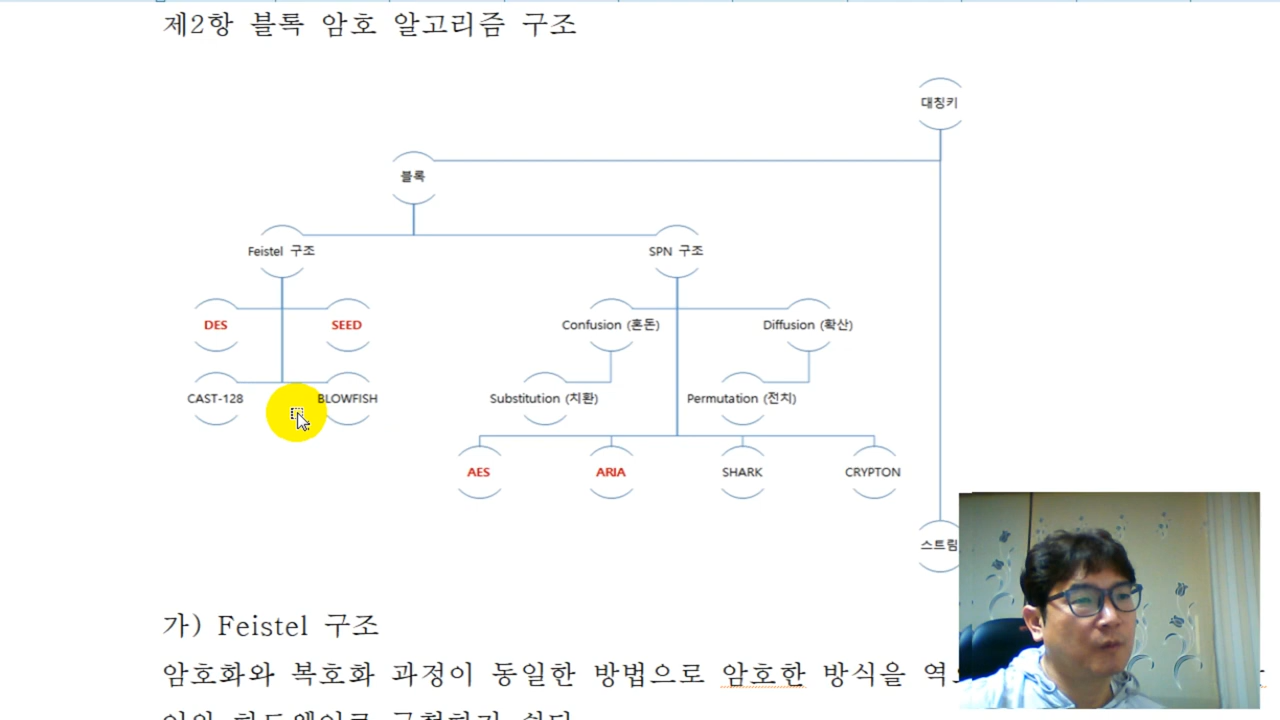 제2항 블록 암호 알고리즘 구조
대칭키
블록
Feistel 구조
SPN 구조
DES
SEED
Confusion (혼돈)
Diffusion (확산)
CAST-128
BLOWFISH
Substitution (치환)
Permutation (전치)
AES
ARIA
SHARK
CRYPTON
스트림
가) Feistel 구조
암호화와 복호화 과정이 동일한 방법으로 암호한 방식을